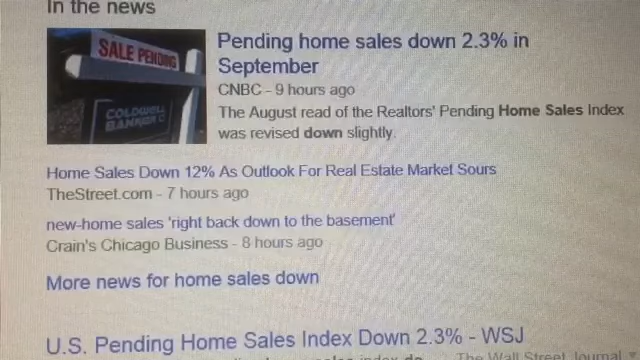 In the news
SALE PENDING
COLDWELL
BANKER
Pending home sales down 2.3% in
September
CNBC - 9 hours ago
The August read of the Realtors' Pending Home Sales Index
was revised down slightly.
Home Sales Down 12% As Outlook For Real Estate Market Sours
TheStreet.com - 7 hours ago
new-home sales 'right back down to the basement'
Crain's Chicago Business - 8 hours ago
More news for home sales down
U.S. Pending Home Sales Index Down 2.3% - WSJ
The Wall Street Journal